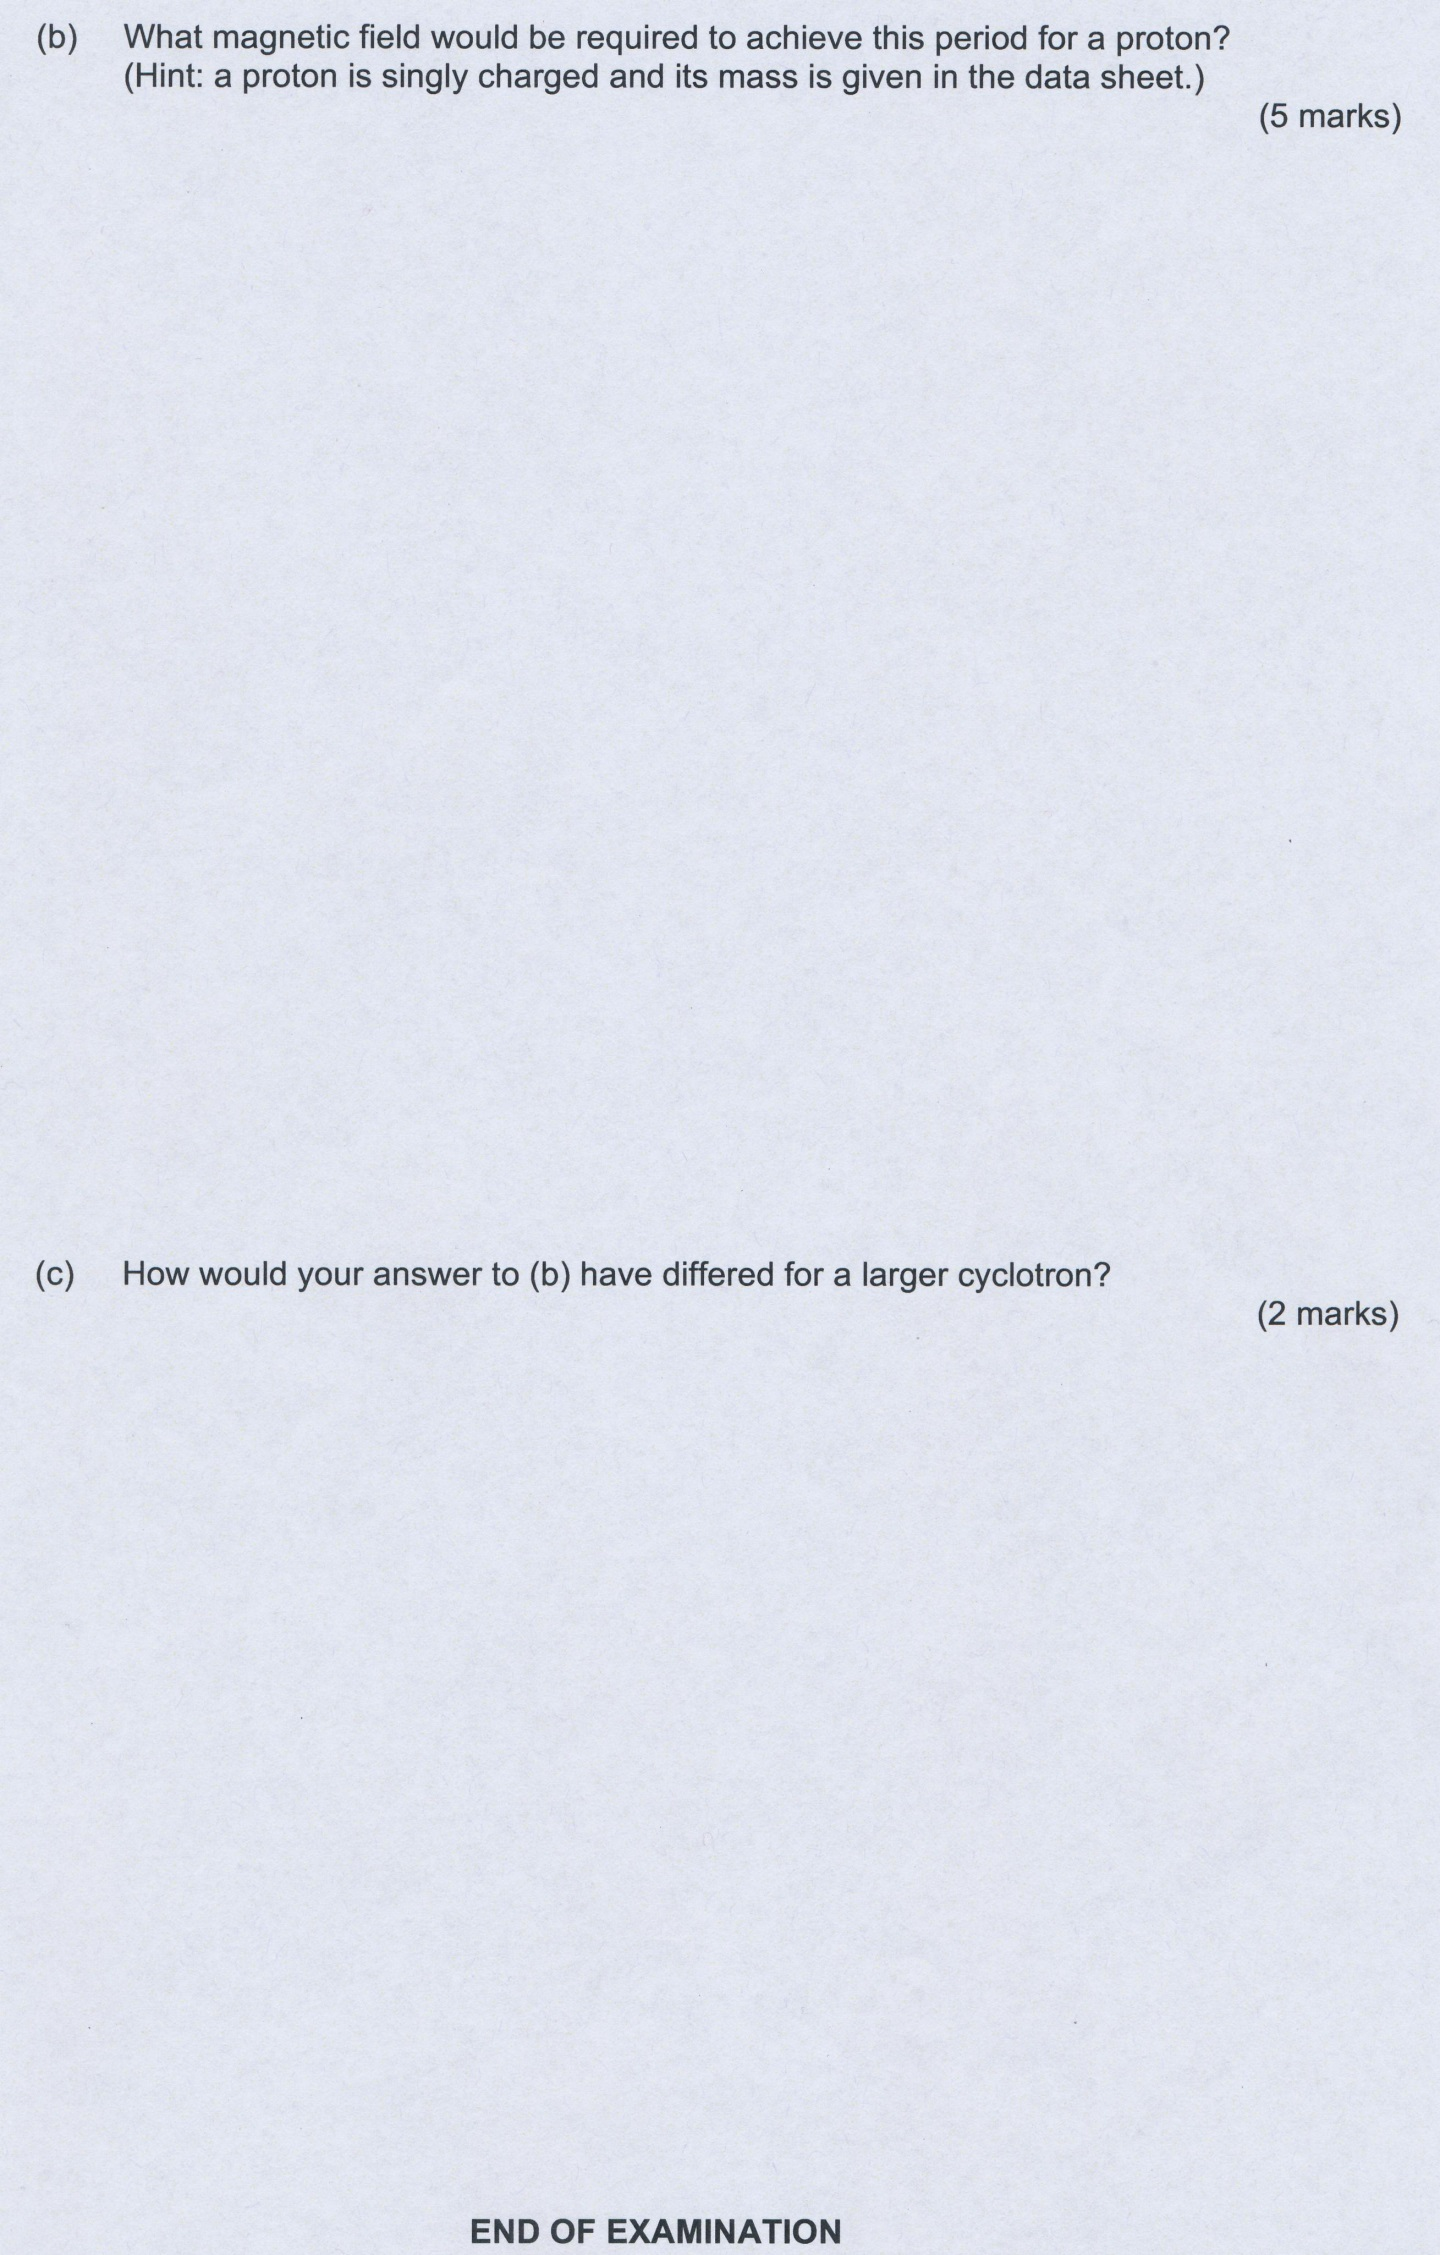 (b) What magnetic field would be required to achieve this period for a proton?
(Hint: a proton is singly charged and its mass is given in the data sheet.)
(5 marks)
(c) How would your answer to (b) have differed for a larger cyclotron?
(2 marks)
END OF EXAMINATION